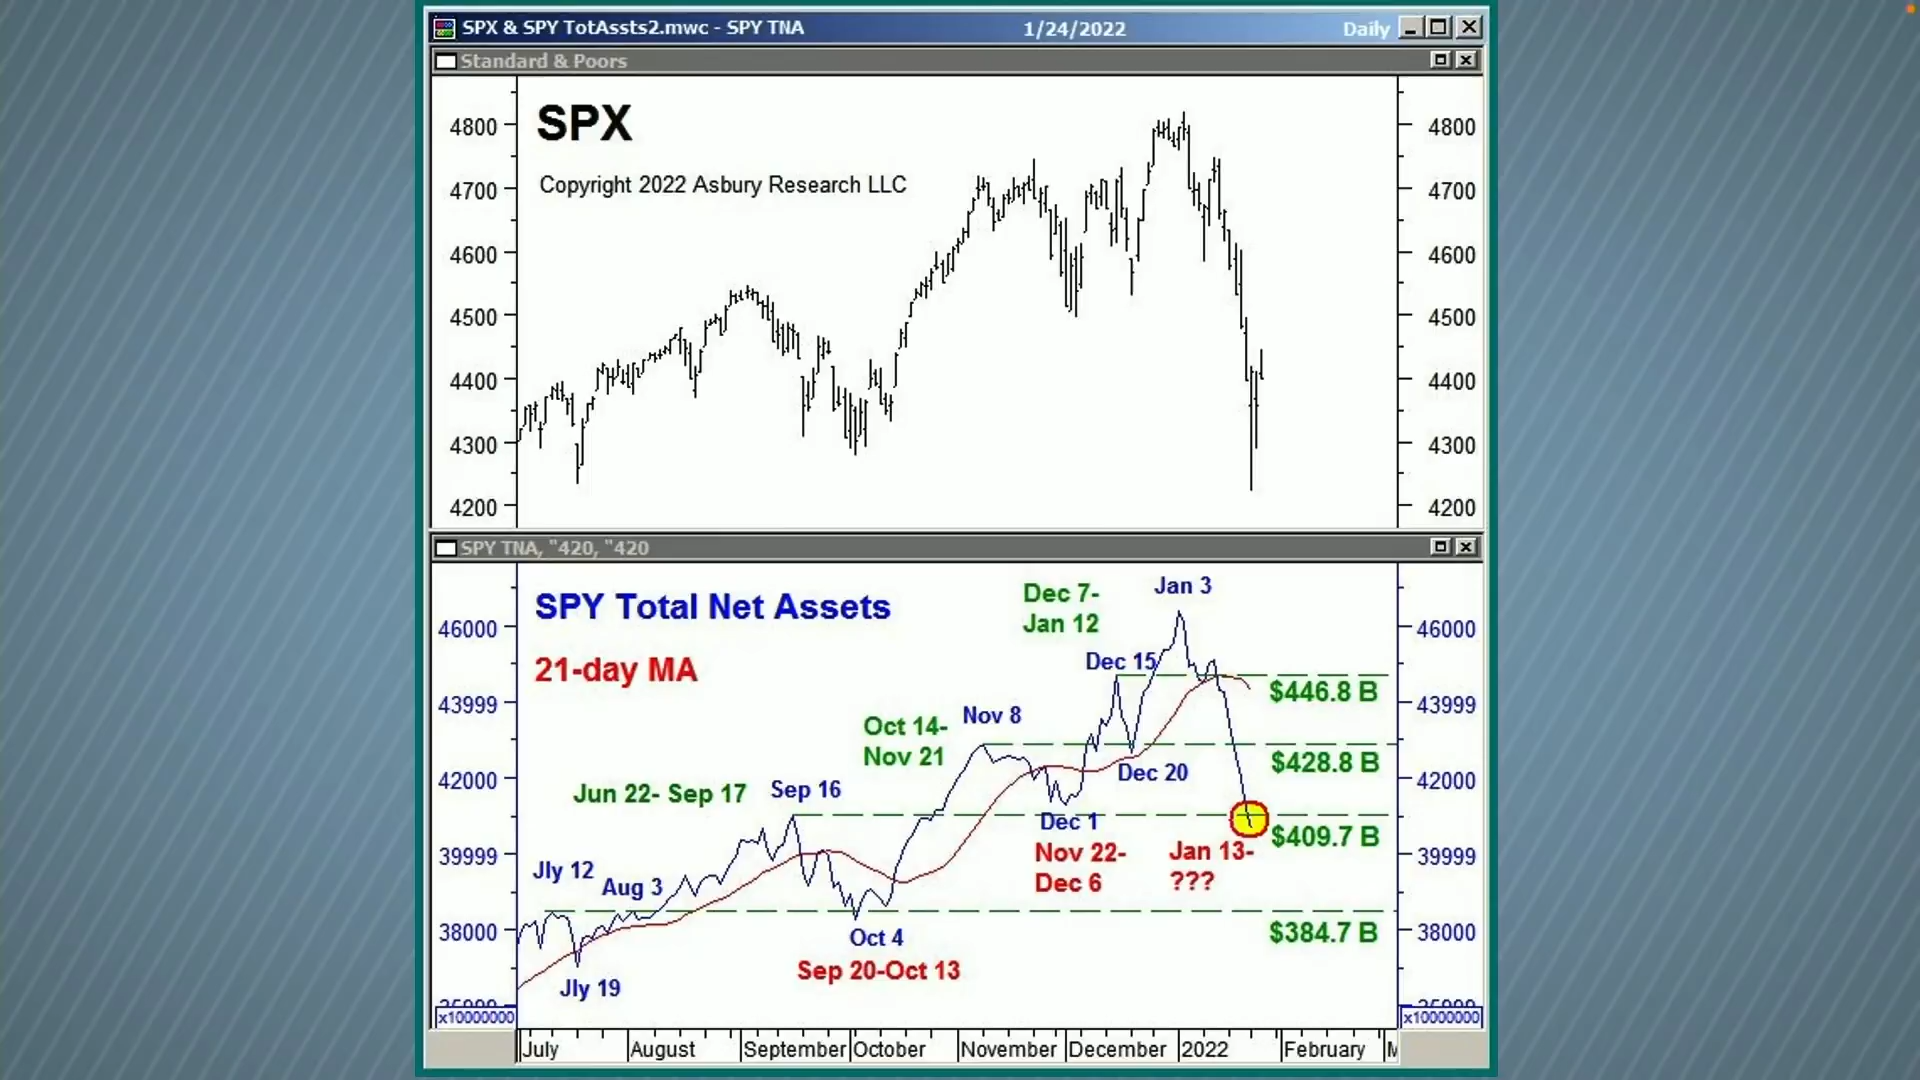 SPX & SPY TotAssts2.mwc - SPY TNA 1/24/2022 Daily
Standard & Poors
SPX
Copyright 2022 Asbury Research LLC
4800 4800
4700 4700
4600 4600
4500 4500
4400 4400
4300 4300
4200 4200
SPY TNA, "420, "420
SPY Total Net Assets
21-day MA
Dec 7-
Jan 12
Jan 3
46000 46000
Dec 15
$446.8 B
43999 43999
Oct 14-
Nov 21
Nov 8
$428.8 B
42000 42000
Dec 20
Jun 22- Sep 17
Sep 16
Dec 1
$409.7 B
Nov 22-
Dec 6
Jan 13-
???
39999 39999
Jly 12
Aug 3
38000 38000
$384.7 B
Oct 4
Sep 20-Oct 13
Jly 19
x10000000 x10000000
July August September October November December 2022 February M